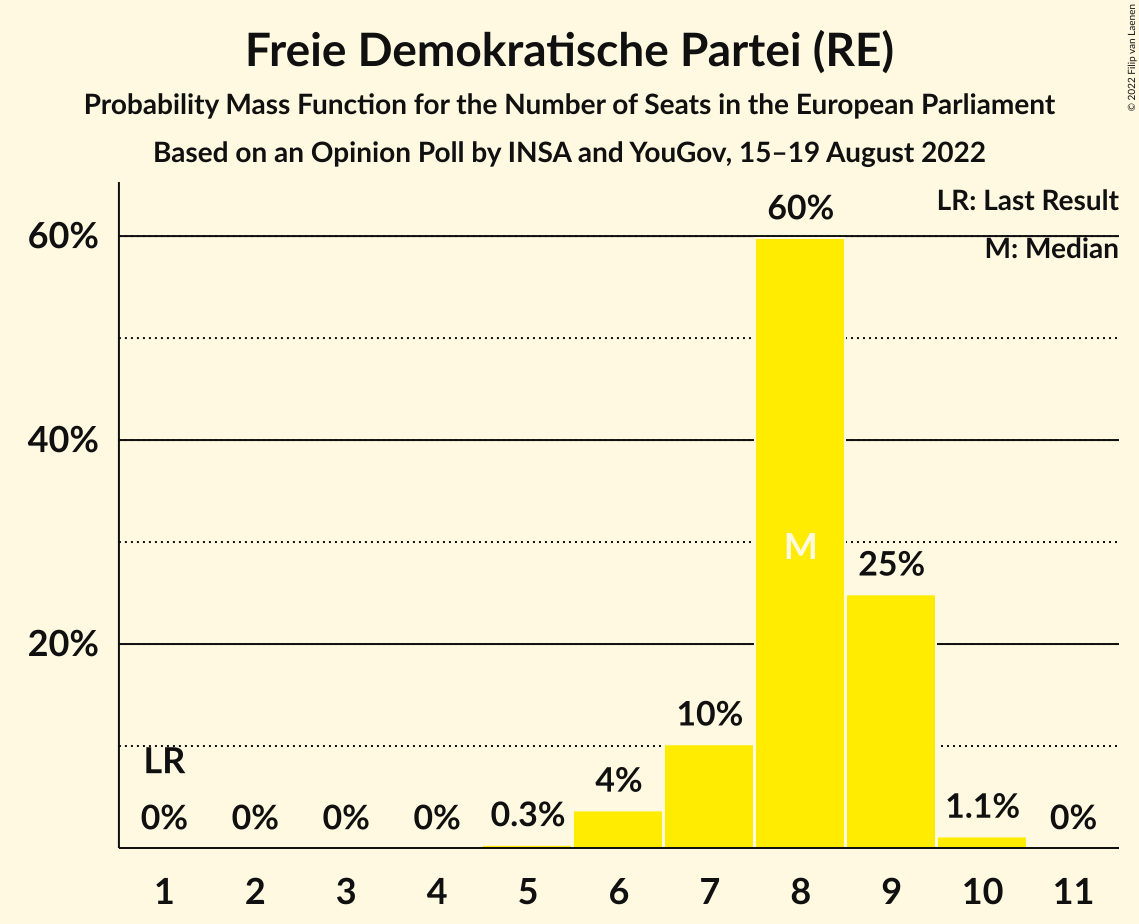 Freie Demokratische Partei (RE)
Probability Mass Function for the Number of Seats in the European Parliament
Based on an Opinion Poll by INSA and YouGov, 15–19 August 2022
© 2022 Filip van Laenen
LR: Last Result
M: Median
60%
40%
20%
LR
0%
0%
0%
0%
0.3%
4%
10%
60%
M
25%
1.1%
0%
1 2 3 4 5 6 7 8 9 10 11